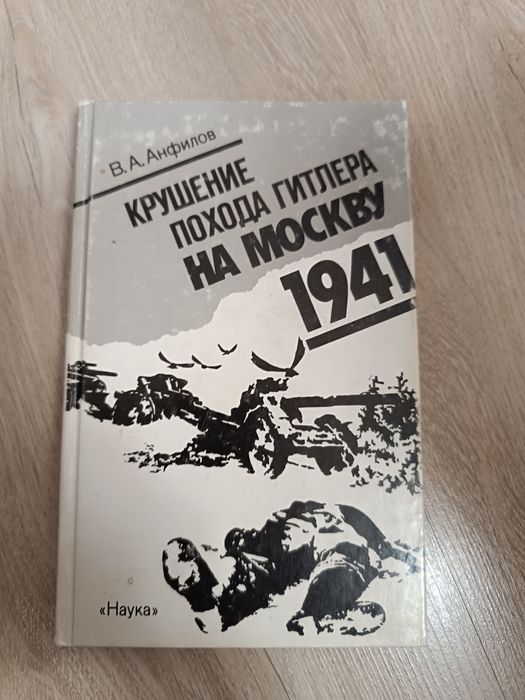 В. А. Анфилов
КРУШЕНИЕ
ПОХОДА ГИТЛЕРА
НА МОСКВУ
1941
«Наука»